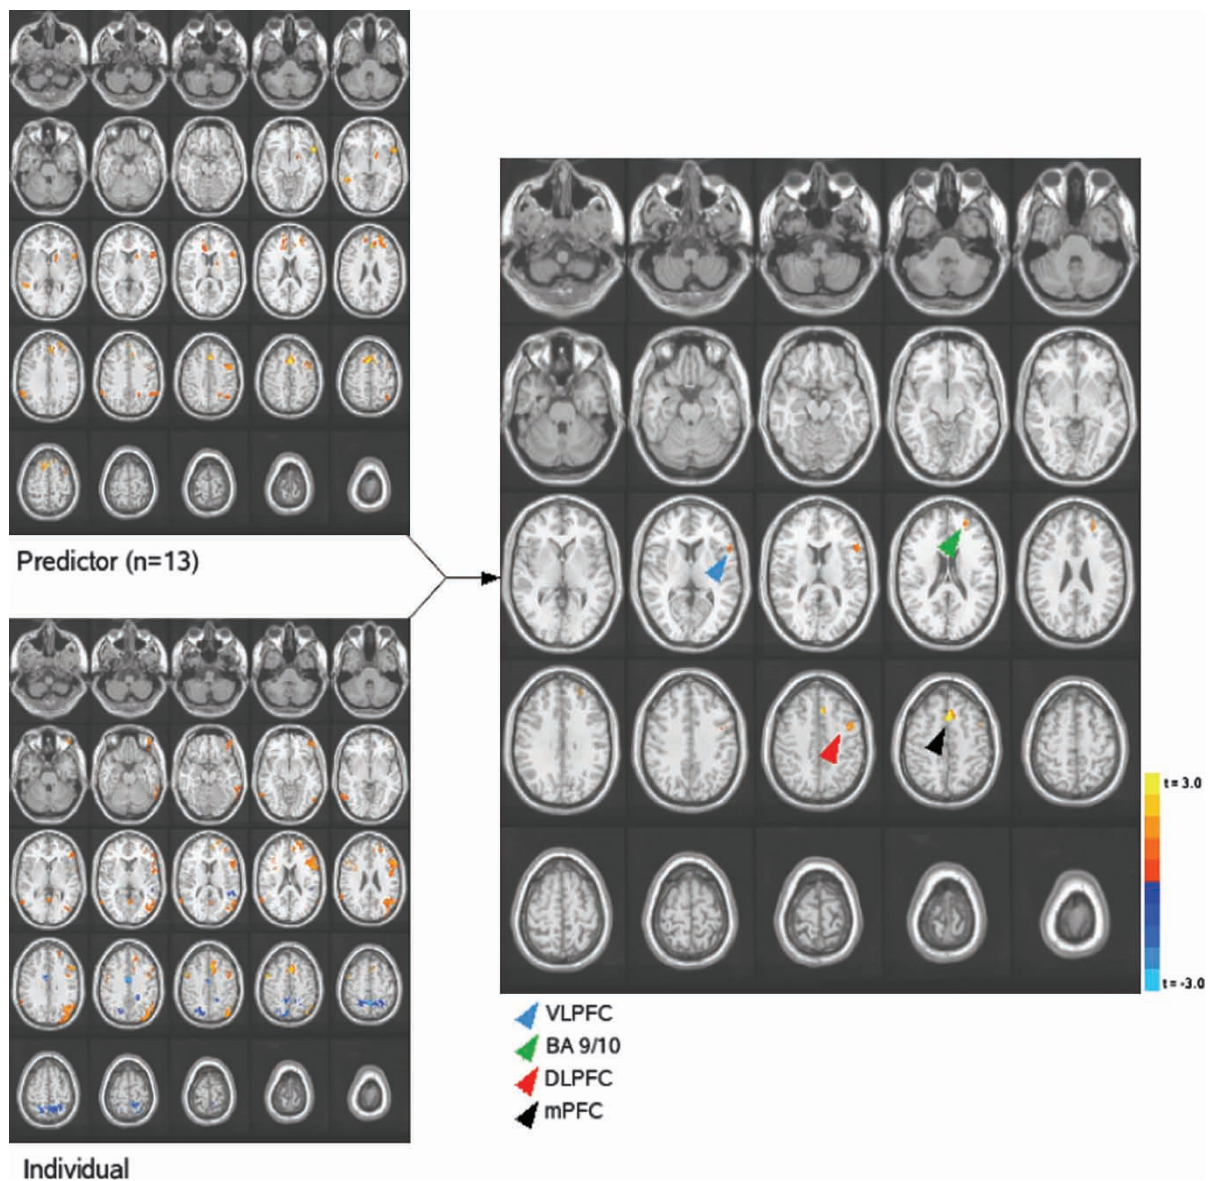 Predictor (n=13)
t = 3.0
t = -3.0
VLPFC
BA 9/10
DLPFC
mPFC
Individual